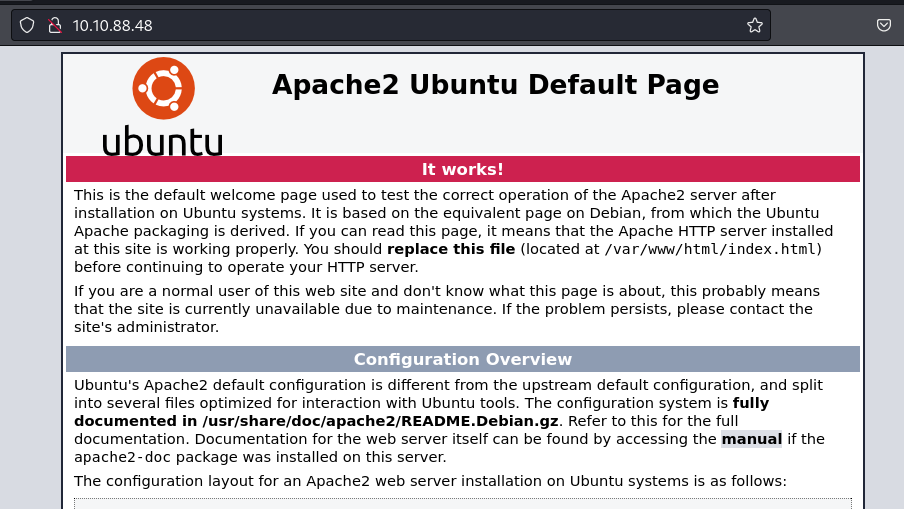 10.10.88.48
Apache2 Ubuntu Default Page
ubuntu
It works!
This is the default welcome page used to test the correct operation of the Apache2 server after
installation on Ubuntu systems. It is based on the equivalent page on Debian, from which the Ubuntu
Apache packaging is derived. If you can read this page, it means that the Apache HTTP server installed
at this site is working properly. You should replace this file (located at /var/www/html/index.html)
before continuing to operate your HTTP server.
If you are a normal user of this web site and don't know what this page is about, this probably means
that the site is currently unavailable due to maintenance. If the problem persists, please contact the
site's administrator.
Configuration Overview
Ubuntu's Apache2 default configuration is different from the upstream default configuration, and split
into several files optimized for interaction with Ubuntu tools. The configuration system is fully
documented in /usr/share/doc/apache2/README.Debian.gz. Refer to this for the full
documentation. Documentation for the web server itself can be found by accessing the manual if the
apache2-doc package was installed on this server.
The configuration layout for an Apache2 web server installation on Ubuntu systems is as follows: